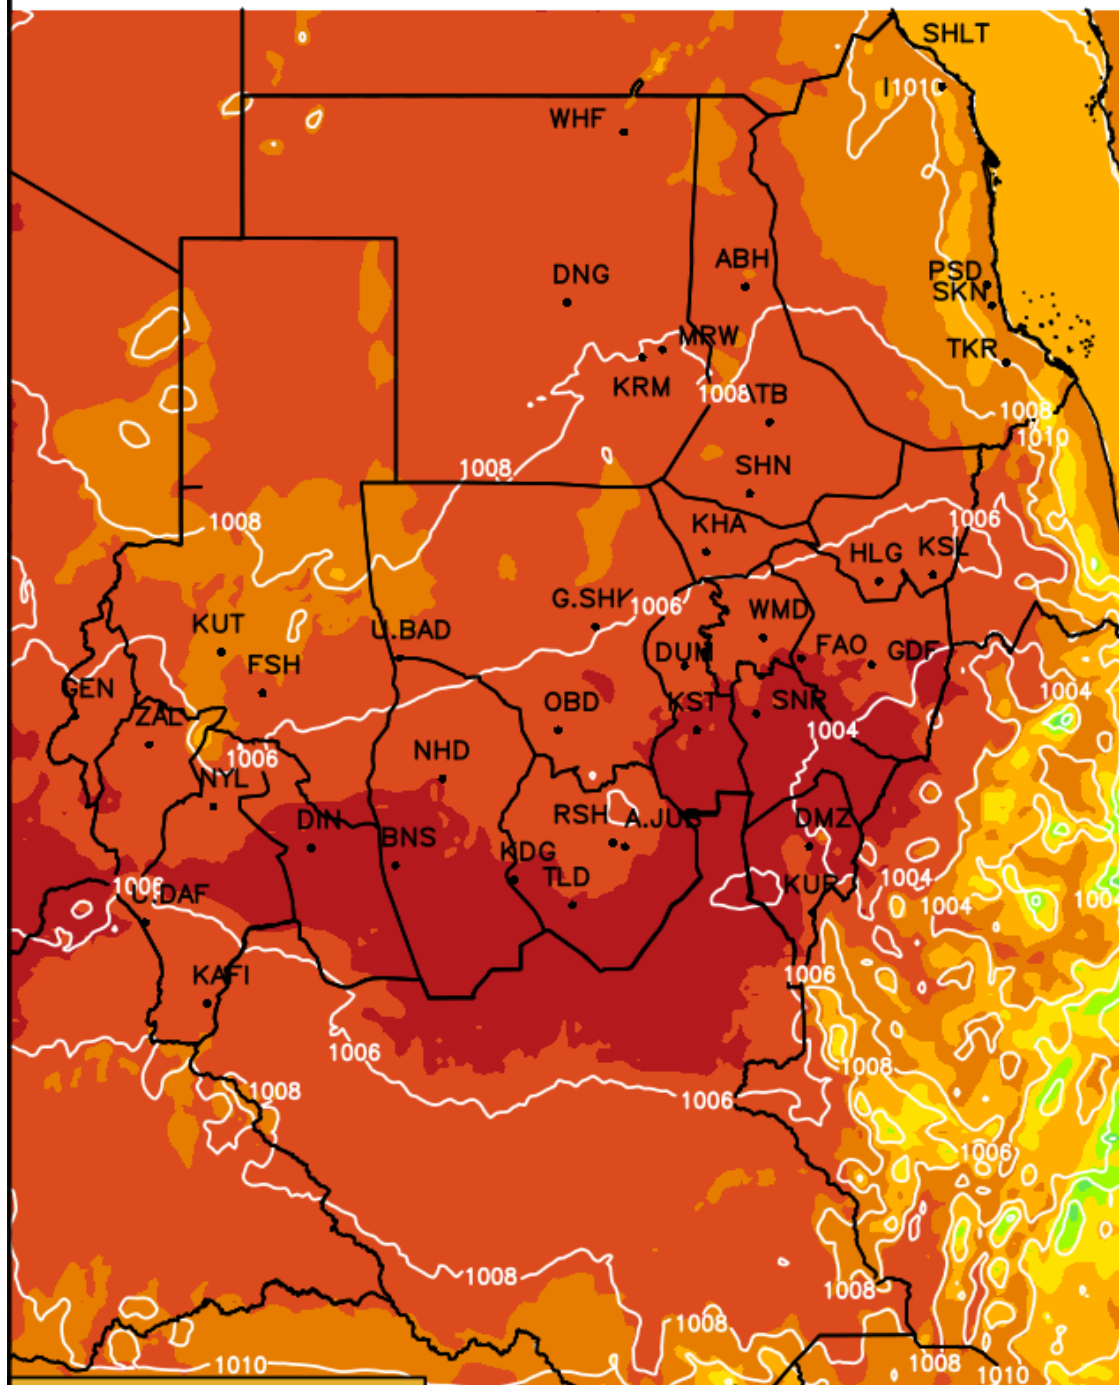 SHLT
1010
WHF
ABH
PSD
DNG
SKN
MRW
TKR
KRM
1008
ATB
1008
1010
1008
SHN
1008
1006
KHA
HLG
KSL
G.SHK
1006
WMD
KUT
U.BAD
DUM
FAO
GDF
FSH
GEN
1004
OBD
KST
SNR
ZAL
1004
1006
NHD
NYL
RSH
A.JUB
DMZ
DIN
BNS
KDG
TLD
KUR
1004
1006
U.DAF
1004
1004
KAFI
1006
1006
1008
1008
1006
1006
1008
1008
1008
1010
1008
1010